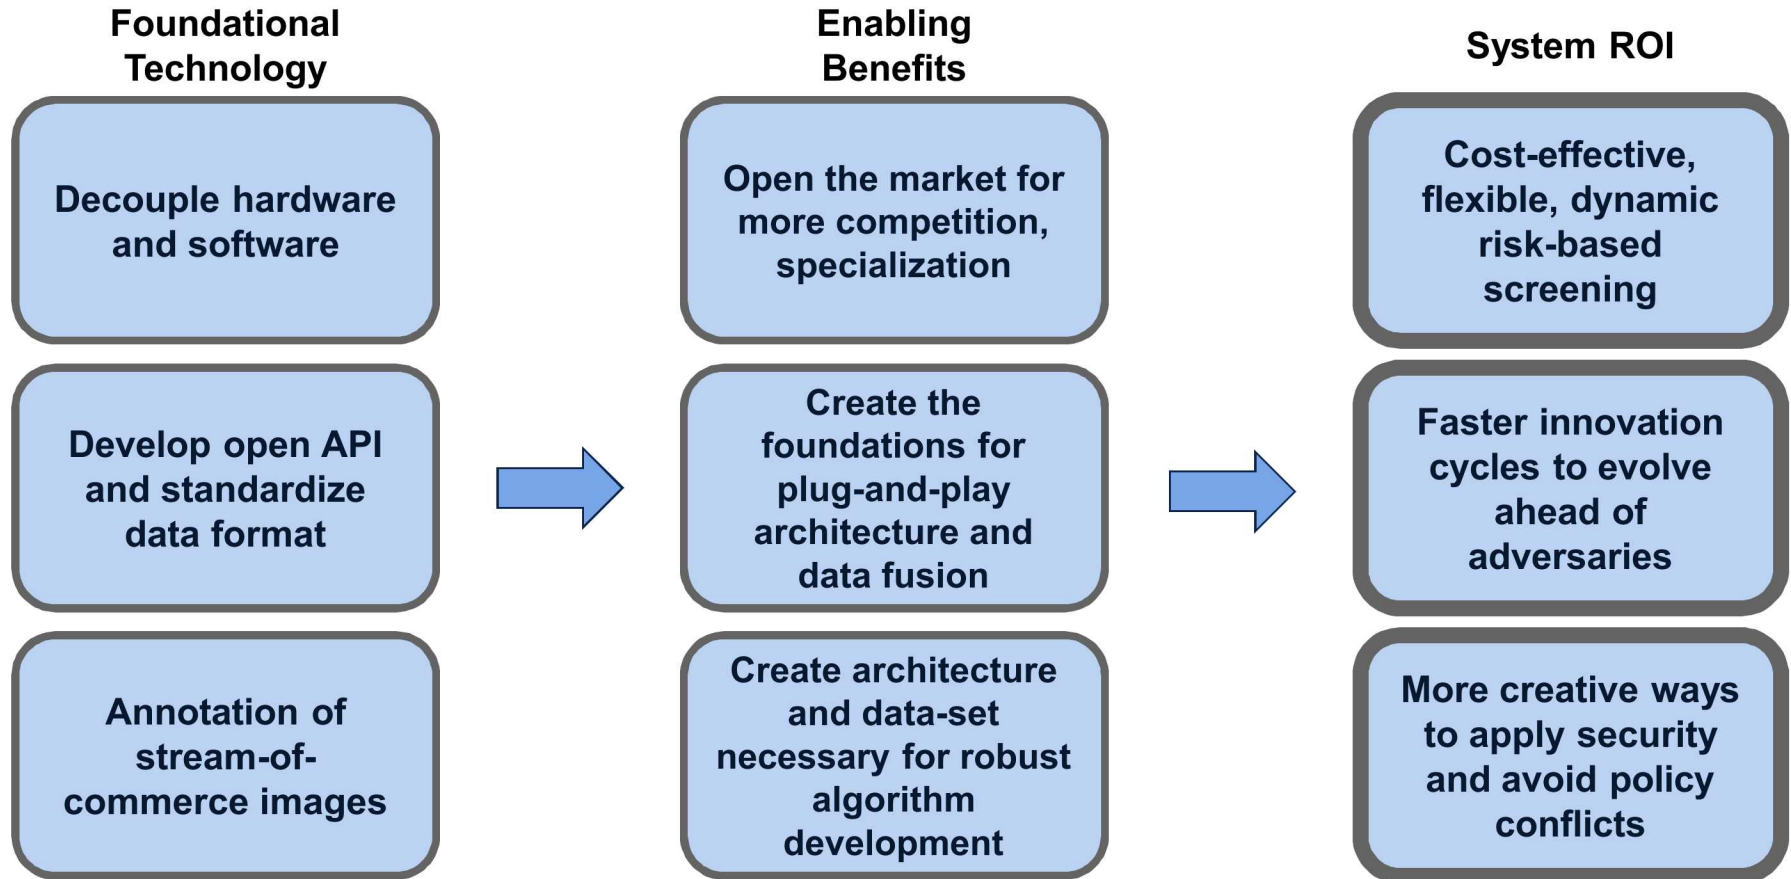 Foundational
Technology
Enabling
Benefits
System ROI
Decouple hardware
and software
Open the market for
more competition,
specialization
Cost-effective,
flexible, dynamic
risk-based
screening
Develop open API
and standardize
data format
Create the
foundations for
plug-and-play
architecture and
data fusion
Faster innovation
cycles to evolve
ahead of
adversaries
Annotation of
stream-of-
commerce images
Create architecture
and data-set
necessary for robust
algorithm
development
More creative ways
to apply security
and avoid policy
conflicts